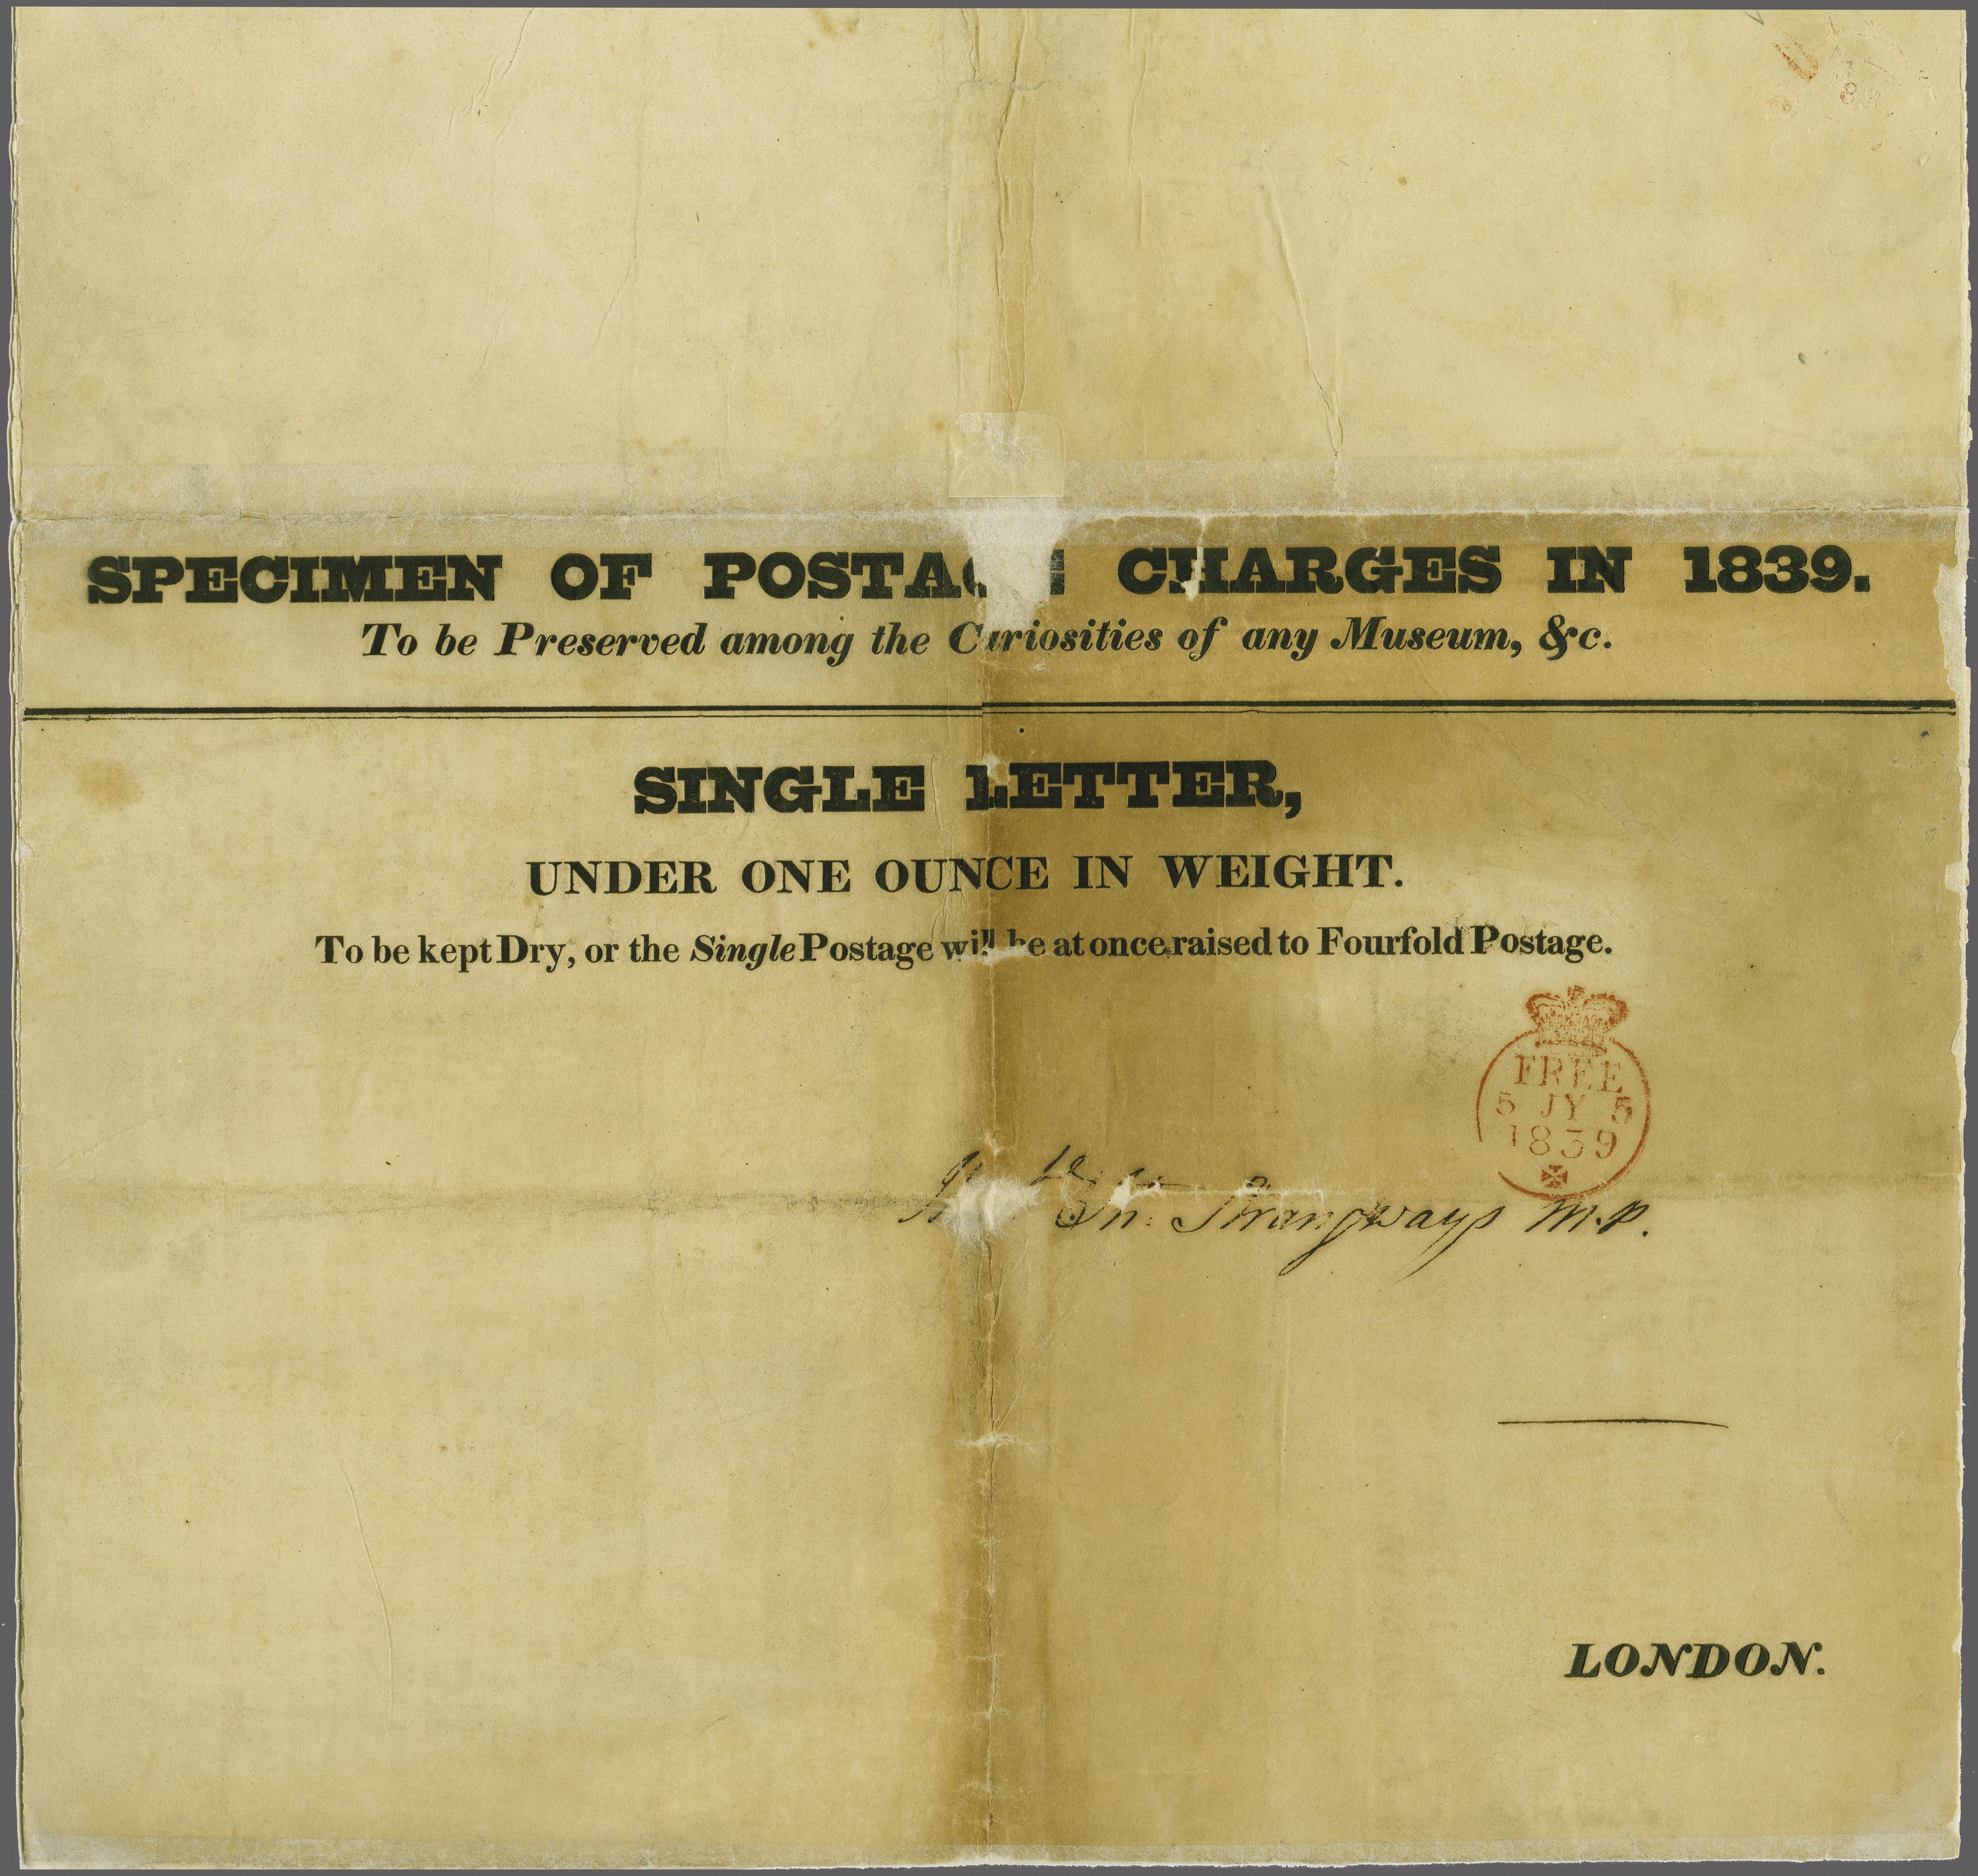 SPECIMEN OF POSTAGE CHARGES IN 1839.
To be Preserved among the Curiosities of any Museum, &c.
SINGLE LETTER,
UNDER ONE OUNCE IN WEIGHT.
To be kept Dry, or the Single Postage will be at once raised to Fourfold Postage.
FREE
5 JY 5
1839
Strangways M.P.
LONDON.